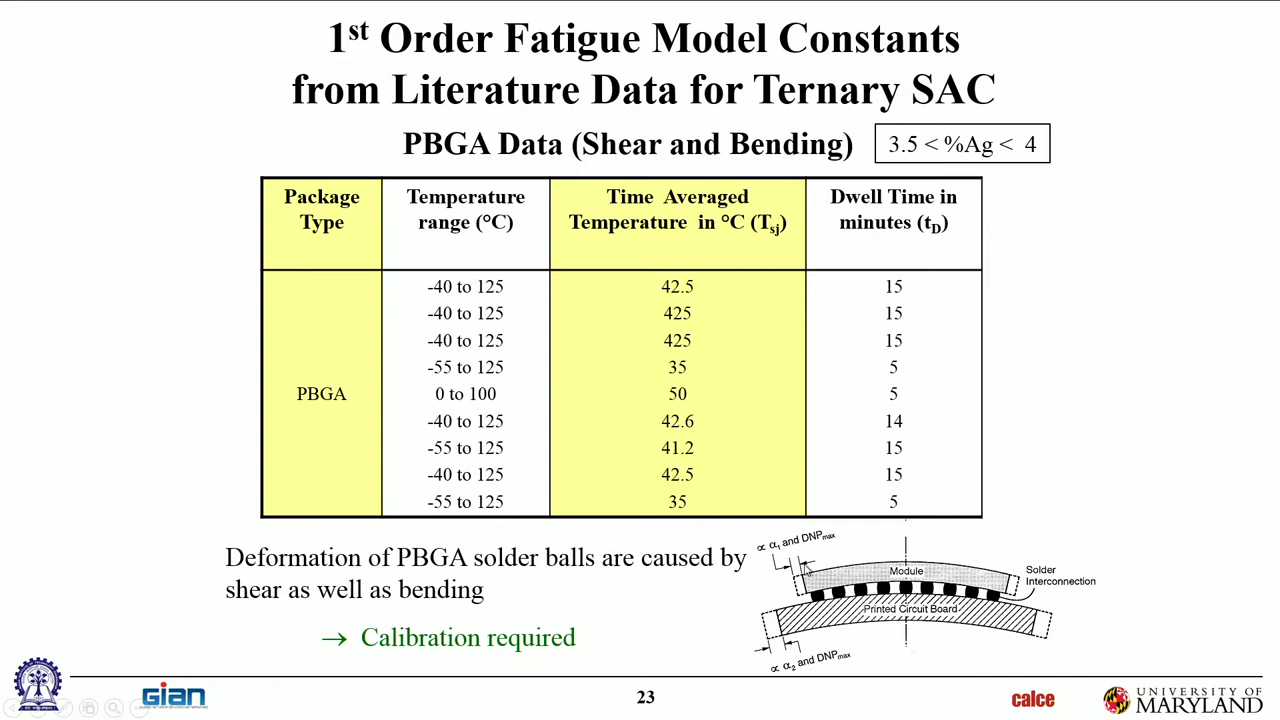 1st Order Fatigue Model Constants
from Literature Data for Ternary SAC
PBGA Data (Shear and Bending)
3.5 < %Ag < 4
Package Type
Temperature range (°C)
Time Averaged Temperature in °C (Tsj)
Dwell Time in minutes (tD)
PBGA
-40 to 125 42.5 15
-40 to 125 425 15
-40 to 125 425 15
-55 to 125 35 5
0 to 100 50 5
-40 to 125 42.6 14
-55 to 125 41.2 15
-40 to 125 42.5 15
-55 to 125 35 5
Deformation of PBGA solder balls are caused by
shear as well as bending
→ Calibration required
∝ α1 and DNPmax
Module
Solder
Interconnection
Printed Circuit Board
∝ α2 and DNPmax
gian
23
calce
UNIVERSITY OF
MARYLAND